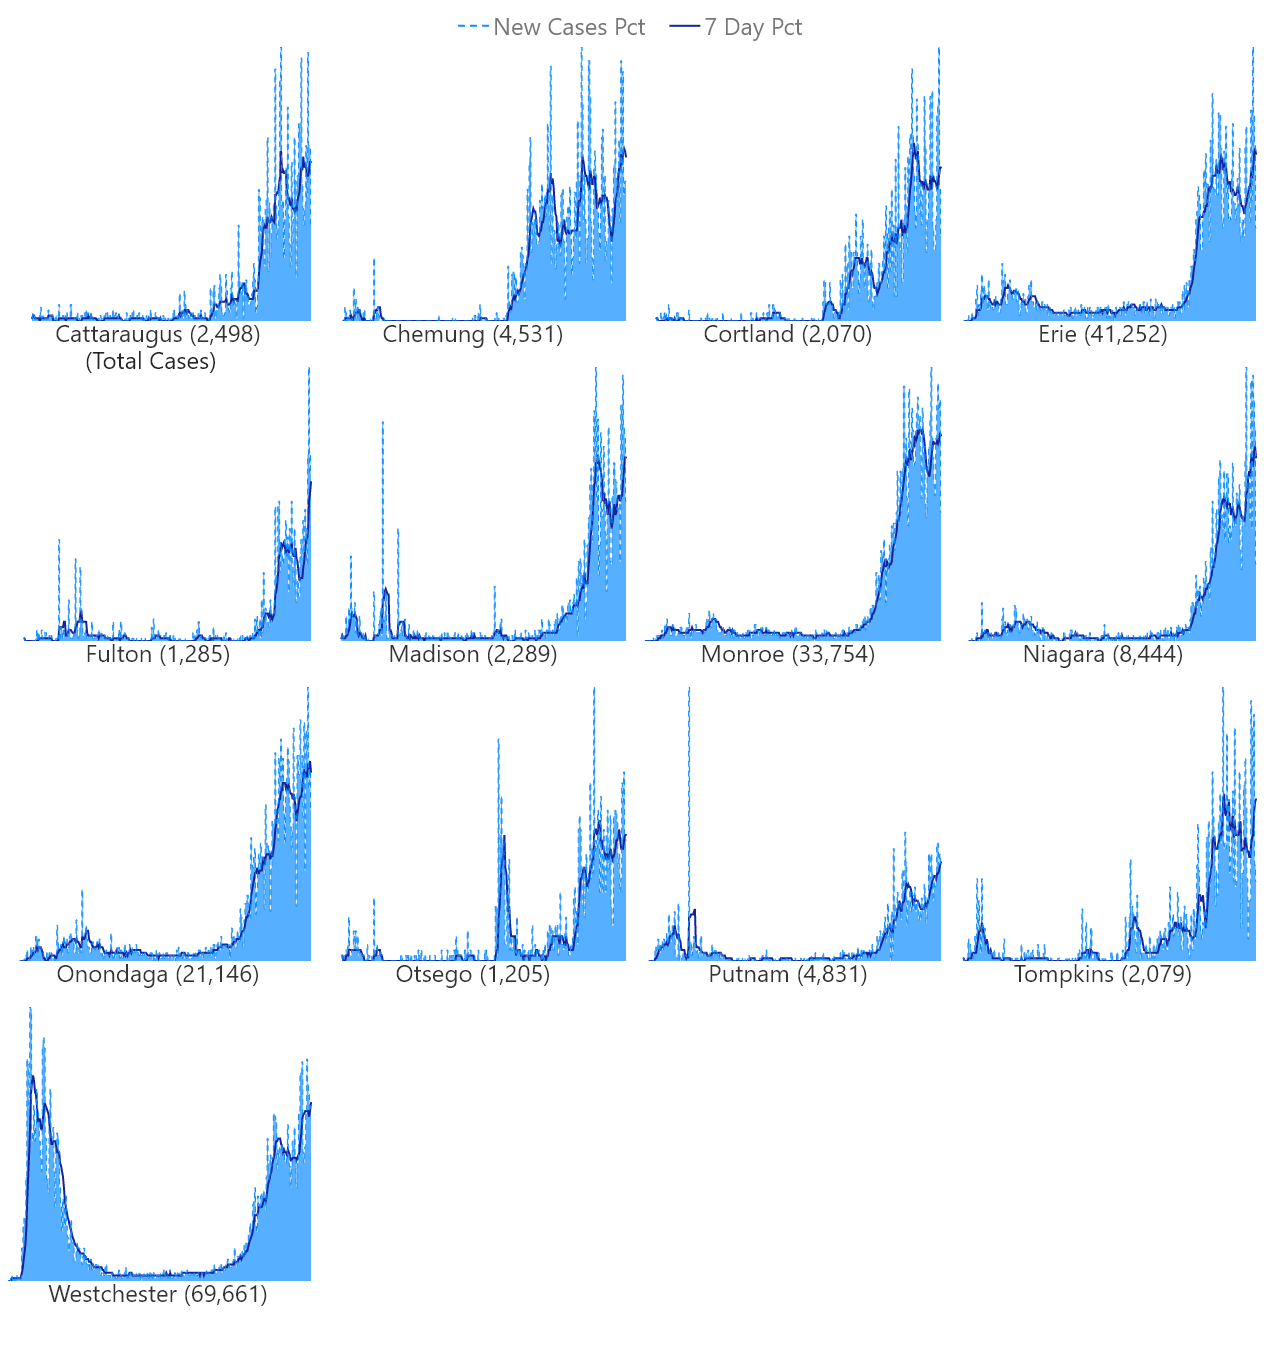 New Cases Pct 7 Day Pct
Cattaraugus (2,498) Chemung (4,531) Cortland (2,070) Erie (41,252)
(Total Cases)
Fulton (1,285) Madison (2,289) Monroe (33,754) Niagara (8,444)
Onondaga (21,146) Otsego (1,205) Putnam (4,831) Tompkins (2,079)
Westchester (69,661)